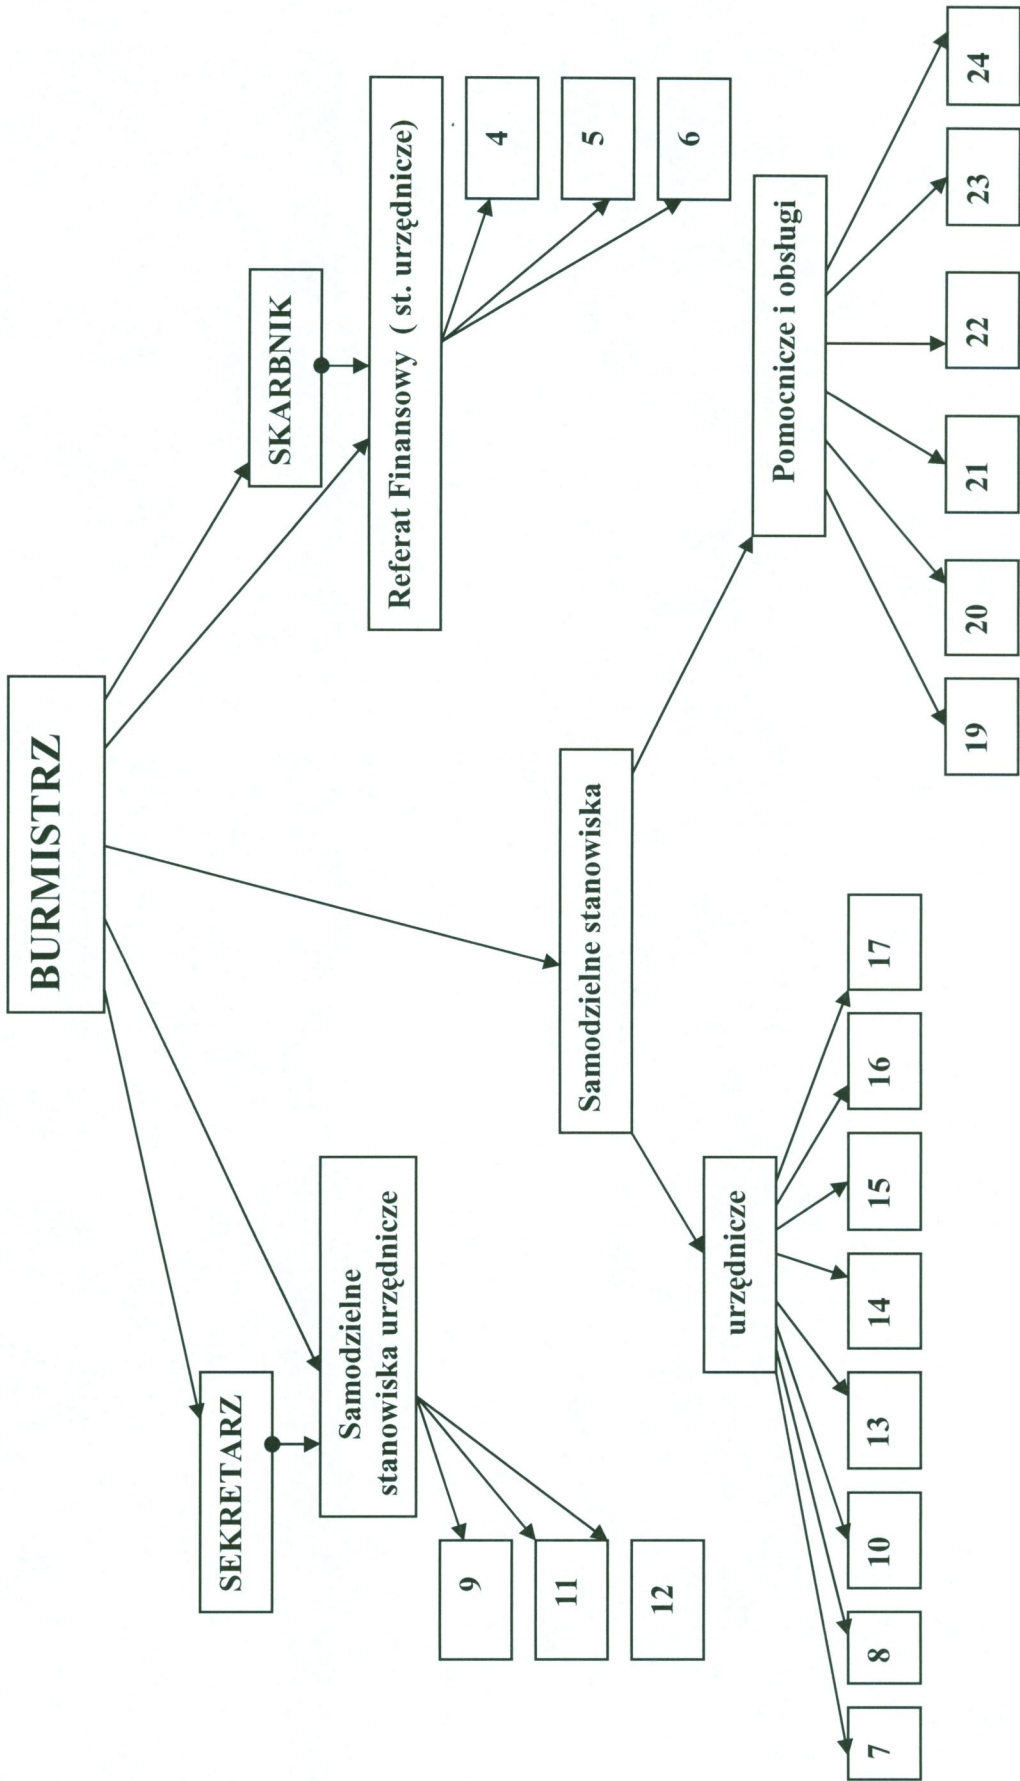 BURMISTRZ
SEKRETARZ
SKARBNIK
Samodzielne
stanowiska urzędnicze
Referat Finansowy ( st. urzędnicze)
9
11
12
4
5
6
Samodzielne stanowiska
urzędnicze
Pomocnicze i obsługi
7
8
10
13
14
15
16
17
19
20
21
22
23
24